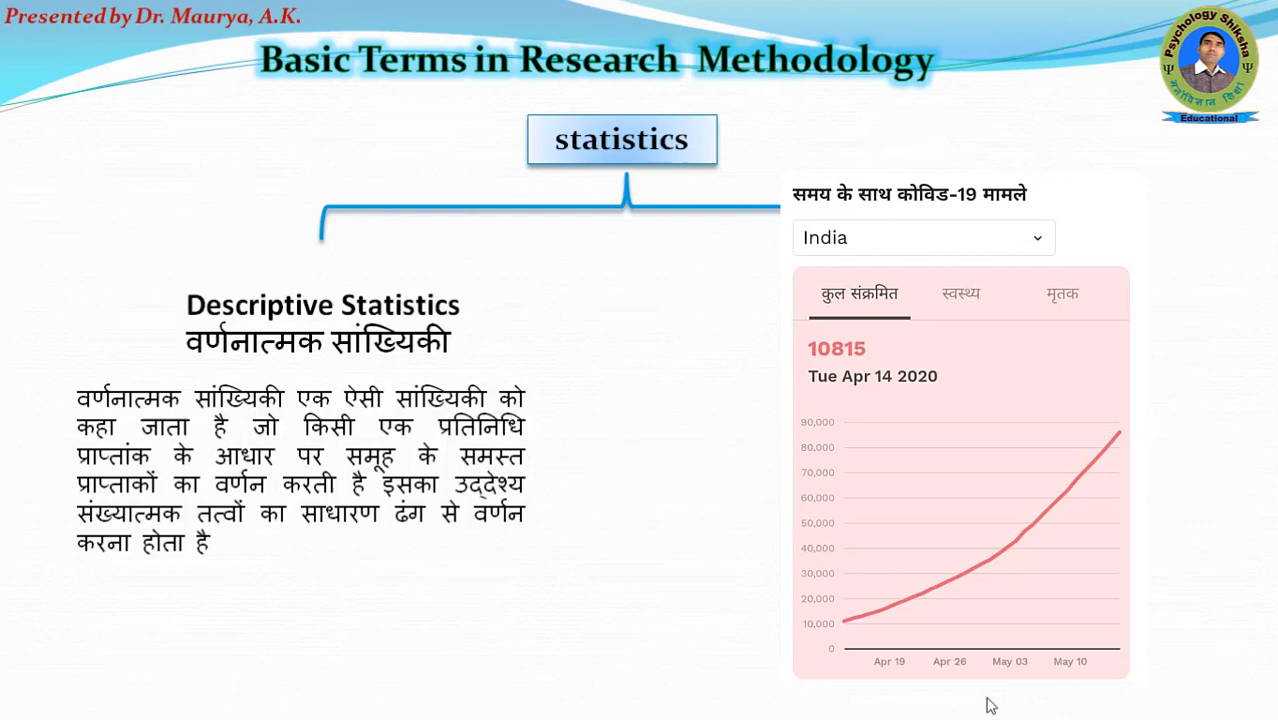 Presented by Dr. Maurya, A.K.
Basic Terms in Research Methodology
Psychology Shiksha
Ψ Ψ
मनोविज्ञान शिक्षा
Educational
statistics
Descriptive Statistics
वर्णनात्मक सांख्यिकी
वर्णनात्मक सांख्यिकी एक ऐसी सांख्यिकी को
कहा जाता है जो किसी एक प्रतिनिधि
प्राप्तांक के आधार पर समूह के समस्त
प्राप्ताकों का वर्णन करती है इसका उद्देश्य
संख्यात्मक तत्वों का साधारण ढंग से वर्णन
करना होता है
समय के साथ कोविड-19 मामले
India
कुल संक्रमित स्वस्थ्य मृतक
10815
Tue Apr 14 2020
90,000
80,000
70,000
60,000
50,000
40,000
30,000
20,000
10,000
0
Apr 19 Apr 26 May 03 May 10